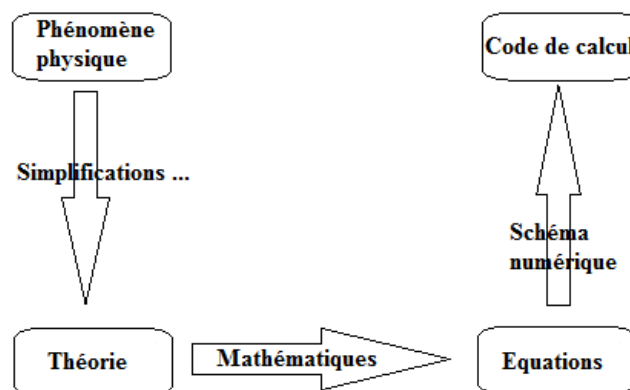 Phénomène
physique
Code de calcul
Simplifications ...
Schéma
numérique
Théorie
Mathématiques
Equations